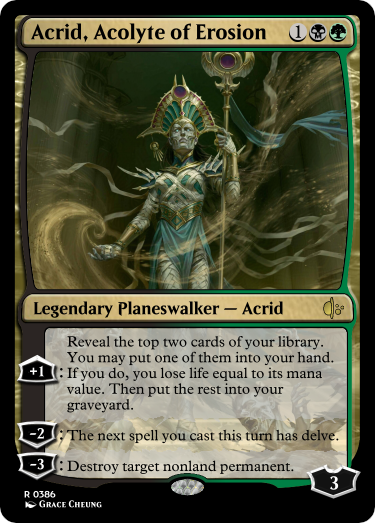 Acrid, Acolyte of Erosion 1
Legendary Planeswalker — Acrid
Reveal the top two cards of your library.
You may put one of them into your hand.
+1: If you do, you lose life equal to its mana
value. Then put the rest into your
graveyard.
-2: The next spell you cast this turn has delve.
-3: Destroy target nonland permanent.
3
R 0386
Grace Cheung